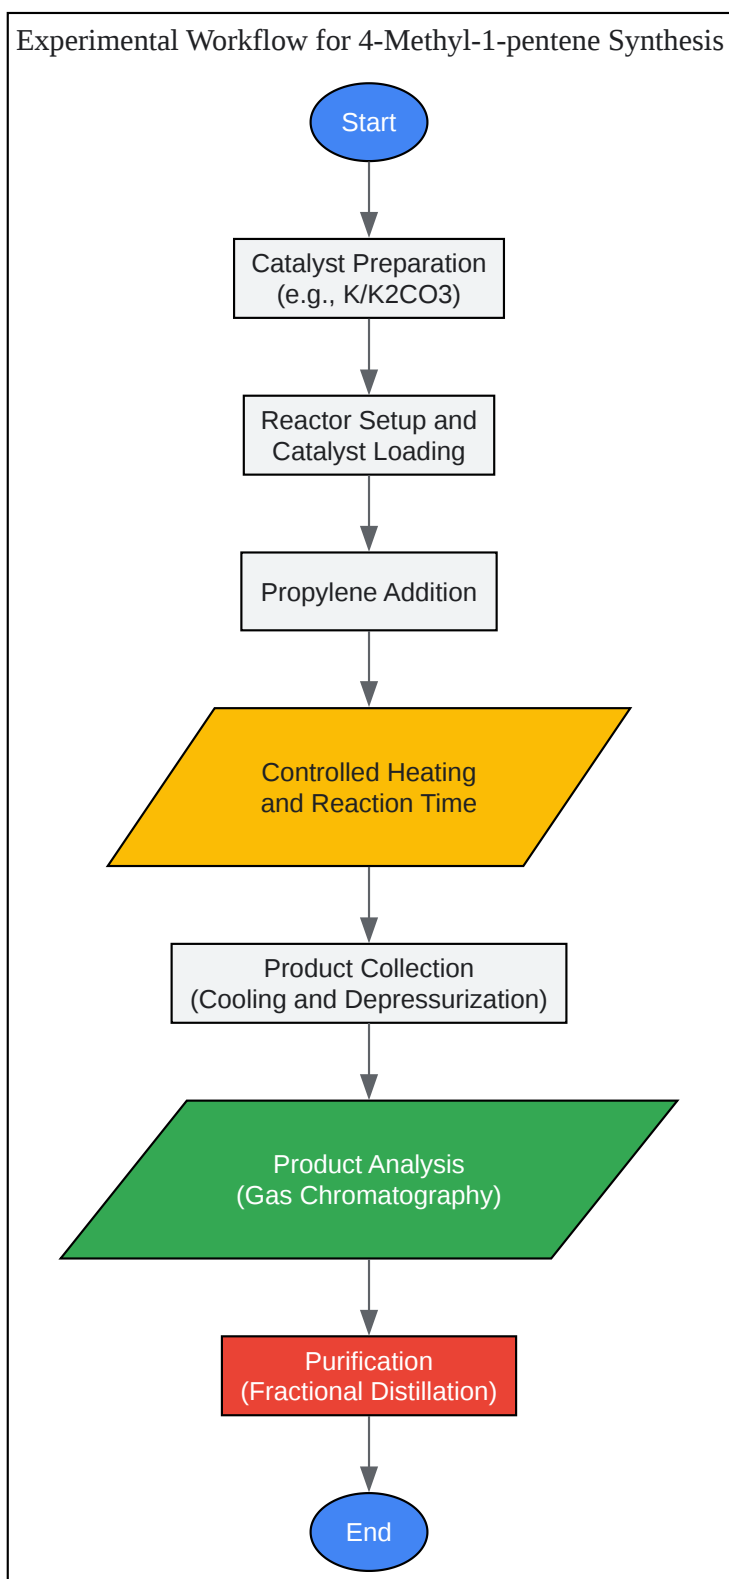 Experimental Workflow for 4-Methyl-1-pentene Synthesis
Start
Catalyst Preparation
(e.g., K/K2CO3)
Reactor Setup and
Catalyst Loading
Propylene Addition
Controlled Heating
and Reaction Time
Product Collection
(Cooling and Depressurization)
Product Analysis
(Gas Chromatography)
Purification
(Fractional Distillation)
End